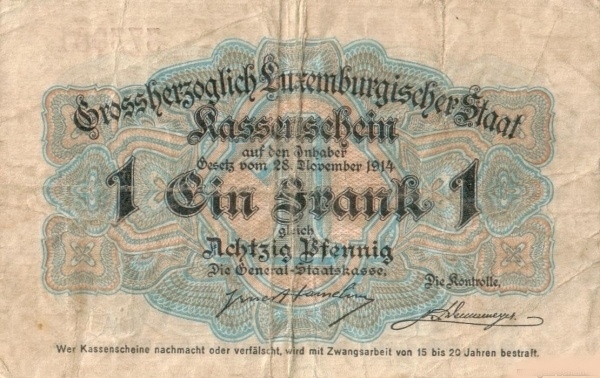 Grossherzoglich Luxemburgischer Staat
Kassenschein
auf den Inhaber
Gesetz vom 28. November 1914
1 Ein Frank 1
gleich
Achtzig Pfennig
Die General-Staatskasse.
Die Kontrolle,
Wer Kassenscheine nachmacht oder verfälscht, wird mit Zwangsarbeit von 15 bis 20 Jahren bestraft.